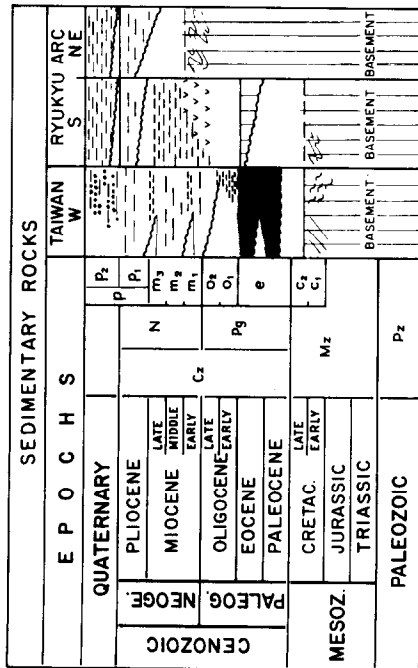 SEDIMENTARY ROCKS
EPOCHS
TAIWAN
W
RYUKYU ARC
S
NE
CENOZOIC
NEOGE.
PALEOG.
MESOZ.
PALEOZOIC
QUATERNARY
PLIOCENE
MIOCENE
LATE
MIDDLE
EARLY
OLIGOCENE
LATE
EARLY
EOCENE
PALEOCENE
CRETAC.
LATE
EARLY
JURASSIC
TRIASSIC
Cz
N
Pg
Mz
Pz
p
p₂
p₁
m₃
m₂
m₁
o₂
o₁
e
c₂
c₁
BASEMENT
BASEMENT
BASEMENT